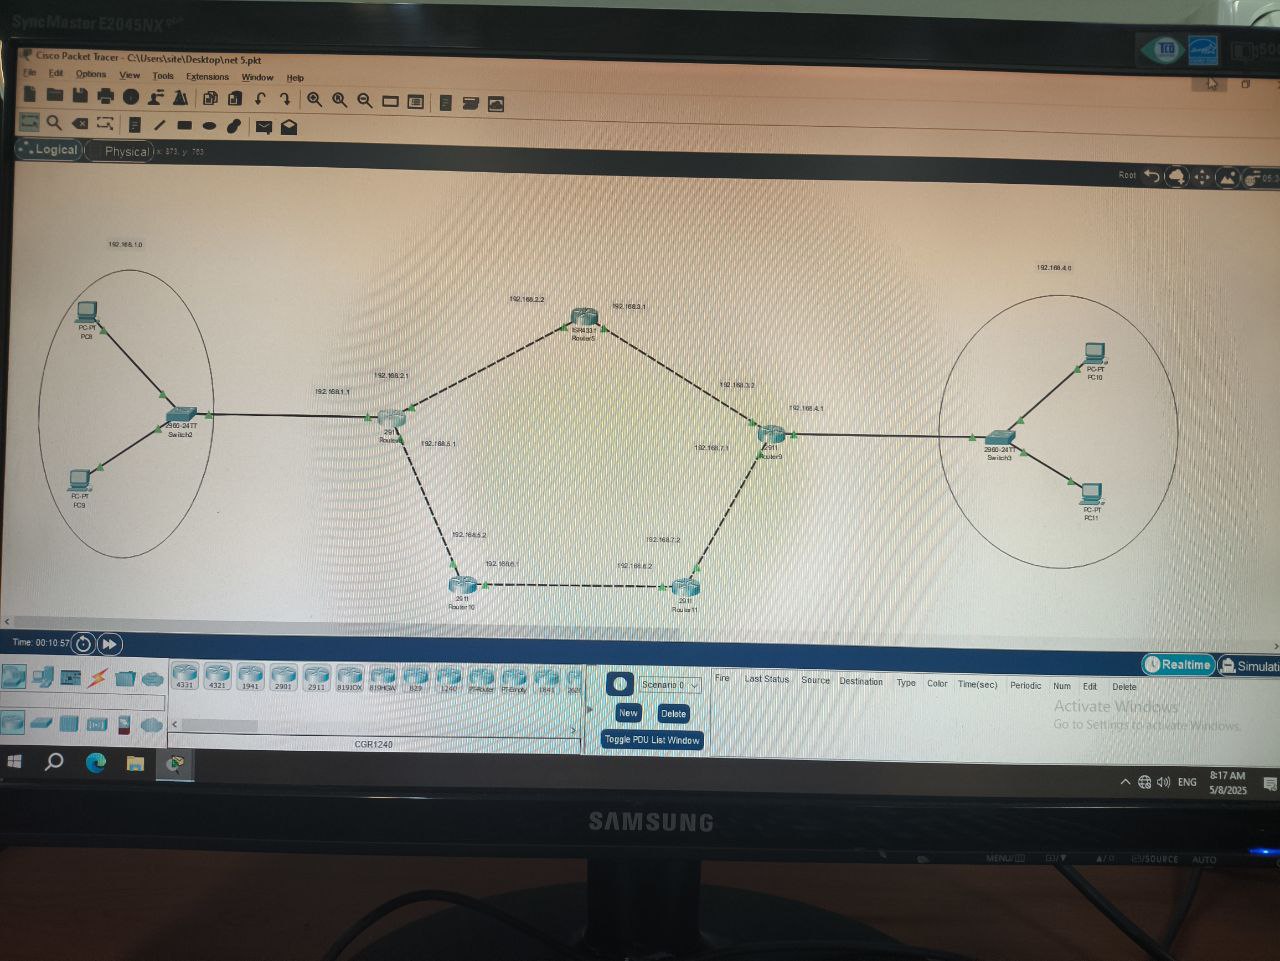 SyncMaster E2045NX
Cisco Packet Tracer - C:\Users\site\Desktop\net 5.pkt
File Edit Options View Tools Extensions Window Help
Logical Physical x: 873, y: 763
Root
192.168.1.0
192.168.4.0
192.168.2.2
192.168.3.1
ISR4331
Router5
PC-PT
PC8
PC-PT
PC10
192.168.2.1
192.168.3.2
192.168.1.1
192.168.4.1
2960-24TT
Switch2
192.168.5.1
192.168.7.1
2911
Router9
2960-24TT
Switch3
PC-PT
PC9
PC-PT
PC11
192.168.5.2
192.168.7.2
192.168.6.1
192.168.6.2
2911
Router10
2911
Router11
Time: 00:10:57
Realtime
4331 4321 1941 2901 2911 819IOX 819HGW 829 1240 PT-Router PT-Empty 1841
CGR1240
Scenario 0
New Delete
Toggle PDU List Window
Fire Last Status Source Destination Type Color Time(sec) Periodic Num Edit Delete
Activate Windows
Go to Settings to activate Windows.
ENG
8:17 AM
5/8/2025
SAMSUNG
MENU SOURCE AUTO